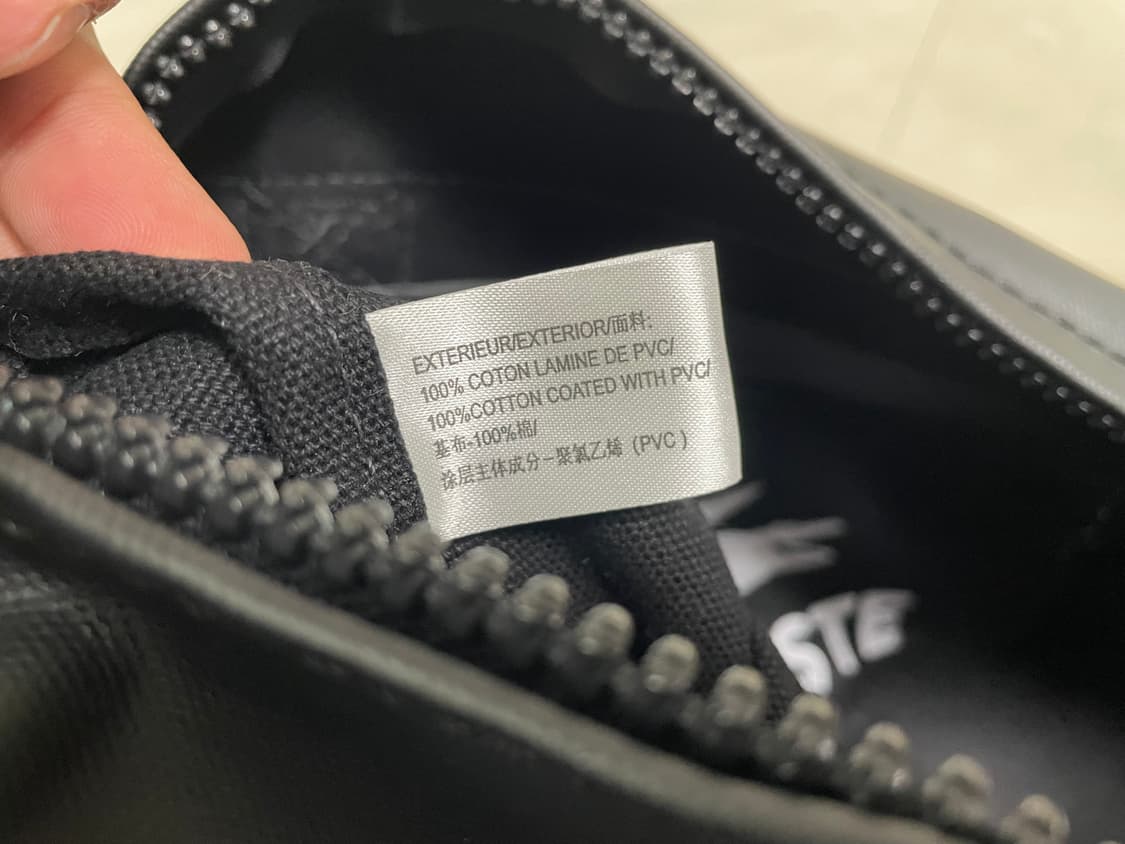 EXTERIEUR/EXTERIOR/面料:
100% COTON LAMINE DE PVC/
100%COTTON COATED WITH PVC/
基布-100%棉/
涂层主体成分－聚氯乙烯（PVC ）
STE